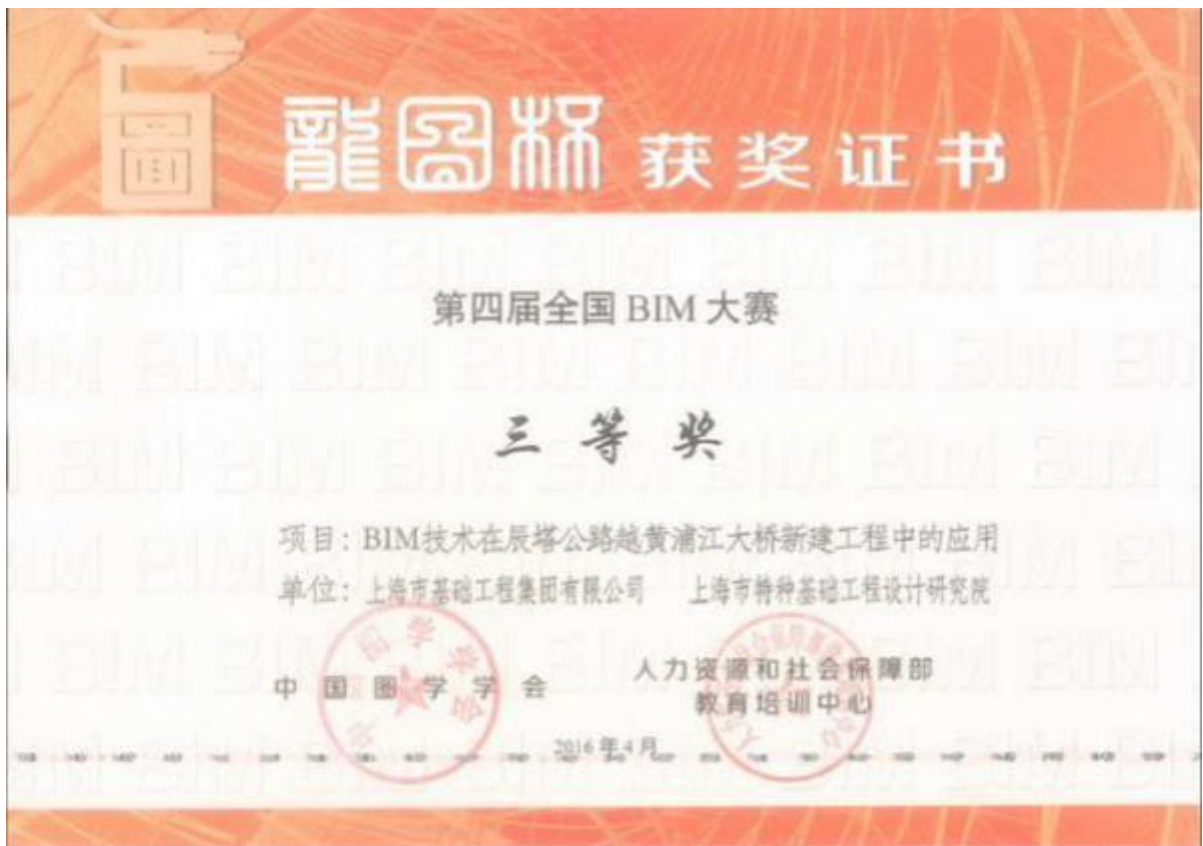 龍圖杯 获奖证书
第四届全国 BIM 大赛
三等奖
项目：BIM技术在辰塔公路越黄浦江大桥新建工程中的应用
单位：上海市基础工程集团有限公司 上海市特种基础工程设计研究院
中国图学学会
人力资源和社会保障部
教育培训中心
2016年4月